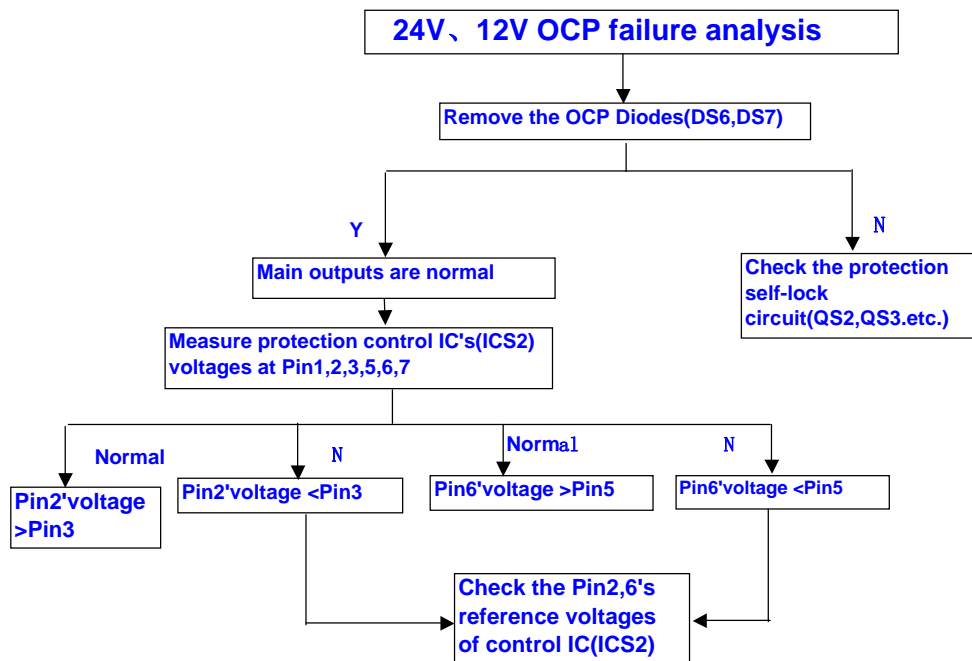 24V、12V OCP failure analysis
Remove the OCP Diodes(DS6,DS7)
Y
N
Main outputs are normal
Check the protection
self-lock
circuit(QS2,QS3.etc.)
Measure protection control IC's(ICS2)
voltages at Pin1,2,3,5,6,7
Normal
N
Normal
N
Pin2'voltage
>Pin3
Pin2'voltage <Pin3
Pin6'voltage >Pin5
Pin6'voltage <Pin5
Check the Pin2,6's
reference voltages
of control IC(ICS2)